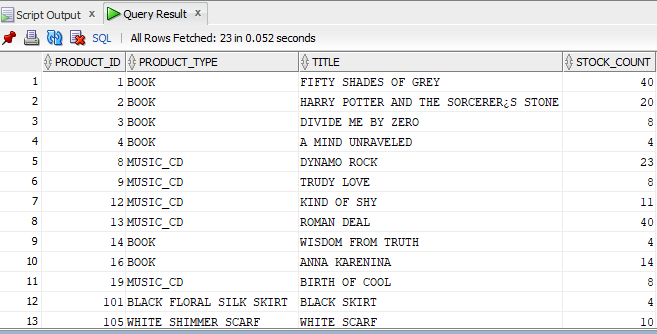 Script Output x Query Result x
SQL | All Rows Fetched: 23 in 0.052 seconds
PRODUCT_ID PRODUCT_TYPE TITLE STOCK_COUNT
1 1 BOOK FIFTY SHADES OF GREY 40
2 2 BOOK HARRY POTTER AND THE SORCERER¿S STONE 20
3 3 BOOK DIVIDE ME BY ZERO 8
4 4 BOOK A MIND UNRAVELED 4
5 8 MUSIC_CD DYNAMO ROCK 23
6 9 MUSIC_CD TRUDY LOVE 8
7 12 MUSIC_CD KIND OF SHY 11
8 13 MUSIC_CD ROMAN DEAL 40
9 14 BOOK WISDOM FROM TRUTH 4
10 16 BOOK ANNA KARENINA 14
11 19 MUSIC_CD BIRTH OF COOL 8
12 101 BLACK FLORAL SILK SKIRT BLACK SKIRT 4
13 105 WHITE SHIMMER SCARF WHITE SCARF 10